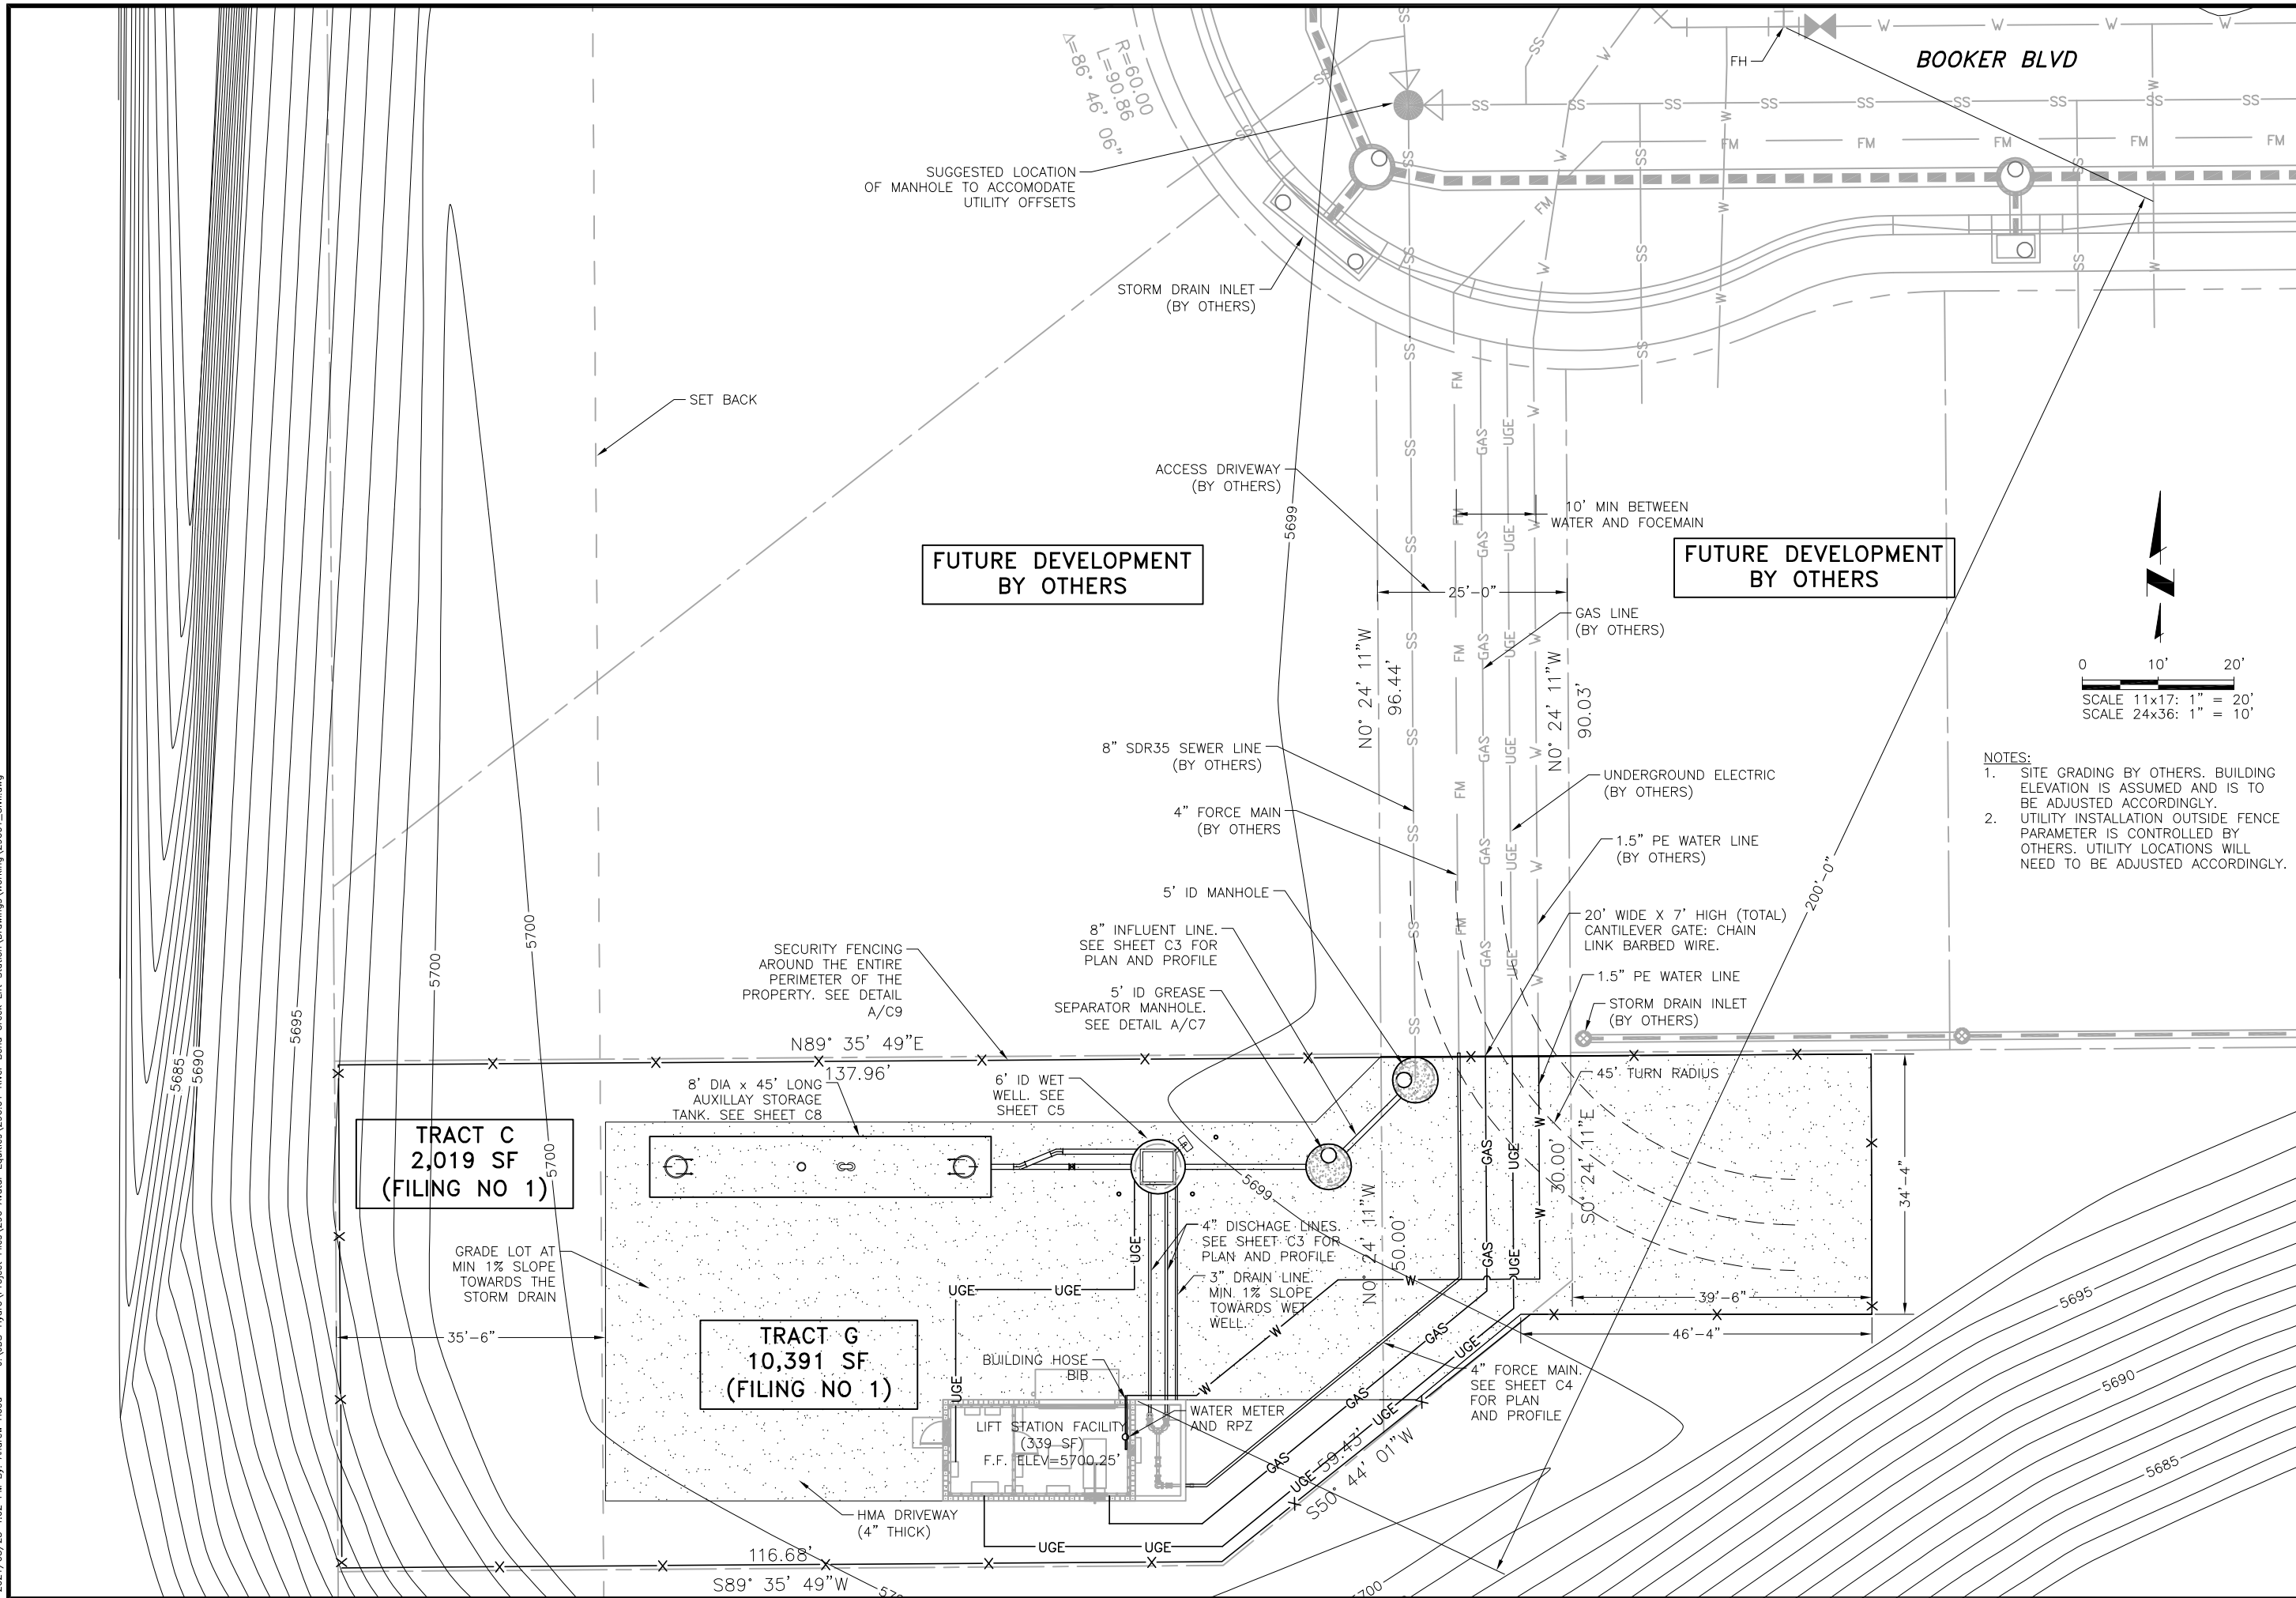 BOOKER BLVD
FH
R=60.00
L=90.86
Δ=86° 46' 06"
SUGGESTED LOCATION
OF MANHOLE TO ACCOMODATE
UTILITY OFFSETS
STORM DRAIN INLET
(BY OTHERS)
SET BACK
ACCESS DRIVEWAY
(BY OTHERS)
5699
10' MIN BETWEEN
WATER AND FOCEMAIN
FUTURE DEVELOPMENT
BY OTHERS
FUTURE DEVELOPMENT
BY OTHERS
25'-0"
GAS LINE
(BY OTHERS)
N0° 24' 11"W
96.44'
N0° 24' 11"W
90.03'
0 10' 20'
SCALE 11x17: 1" = 20'
SCALE 24x36: 1" = 10'
N
NOTES:
1. SITE GRADING BY OTHERS. BUILDING
ELEVATION IS ASSUMED AND IS TO
BE ADJUSTED ACCORDINGLY.
2. UTILITY INSTALLATION OUTSIDE FENCE
PARAMETER IS CONTROLLED BY
OTHERS. UTILITY LOCATIONS WILL
NEED TO BE ADJUSTED ACCORDINGLY.
8" SDR35 SEWER LINE
(BY OTHERS)
4" FORCE MAIN
(BY OTHERS
UNDERGROUND ELECTRIC
(BY OTHERS)
1.5" PE WATER LINE
(BY OTHERS)
200'-0"
5' ID MANHOLE
8" INFLUENT LINE.
SEE SHEET C3 FOR
PLAN AND PROFILE
20' WIDE X 7' HIGH (TOTAL)
CANTILEVER GATE: CHAIN
LINK BARBED WIRE.
SECURITY FENCING
AROUND THE ENTIRE
PERIMETER OF THE
PROPERTY. SEE DETAIL
A/C9
5' ID GREASE
SEPARATOR MANHOLE.
SEE DETAIL A/C7
1.5" PE WATER LINE
STORM DRAIN INLET
(BY OTHERS)
5700
5700
5695
5690
5685
N89° 35' 49"E
137.96'
8' DIA x 45' LONG
AUXILLAY STORAGE
TANK. SEE SHEET C8
6' ID WET
WELL. SEE
SHEET C5
45' TURN RADIUS
TRACT C
2,019 SF
(FILING NO 1)
5700
30.00'
S0° 24' 11"E
34'-4"
5699
N0° 24' 11"W
50.00'
4" DISCHAGE LINES.
SEE SHEET C3 FOR
PLAN AND PROFILE
3" DRAIN LINE.
MIN. 1% SLOPE
TOWARDS WET
WELL.
GRADE LOT AT
MIN 1% SLOPE
TOWARDS THE
STORM DRAIN
35'-6"
39'-6"
46'-4"
TRACT G
10,391 SF
(FILING NO 1)
BUILDING HOSE
BIB
4" FORCE MAIN.
SEE SHEET C4
FOR PLAN
AND PROFILE
WATER METER
AND RPZ
LIFT STATION FACILITY
(339 SF)
F.F. ELEV=5700.25'
HMA DRIVEWAY
(4" THICK)
59.43'
S50° 44' 01"W
116.68'
S89° 35' 49"W
5695
5690
5685
SS
FM
W
GAS
UGE